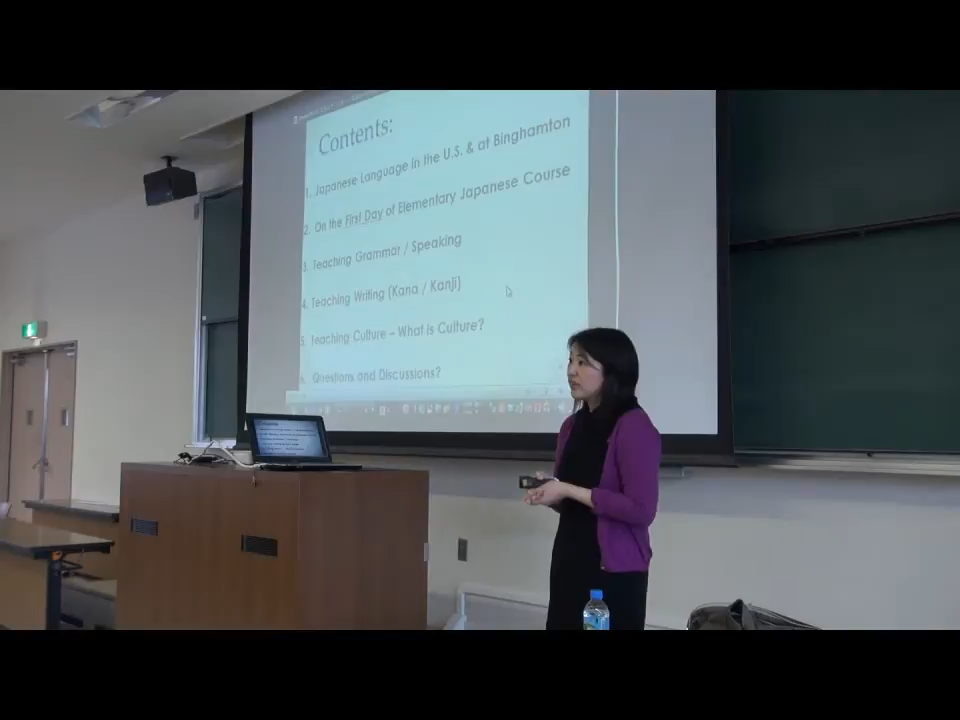 Contents:
1. Japanese Language in the U.S. & at Binghamton
2. On the First Day of Elementary Japanese Course
3. Teaching Grammar / Speaking
4. Teaching Writing (Kana / Kanji)
5. Teaching Culture – What is Culture?
6. Questions and Discussions?